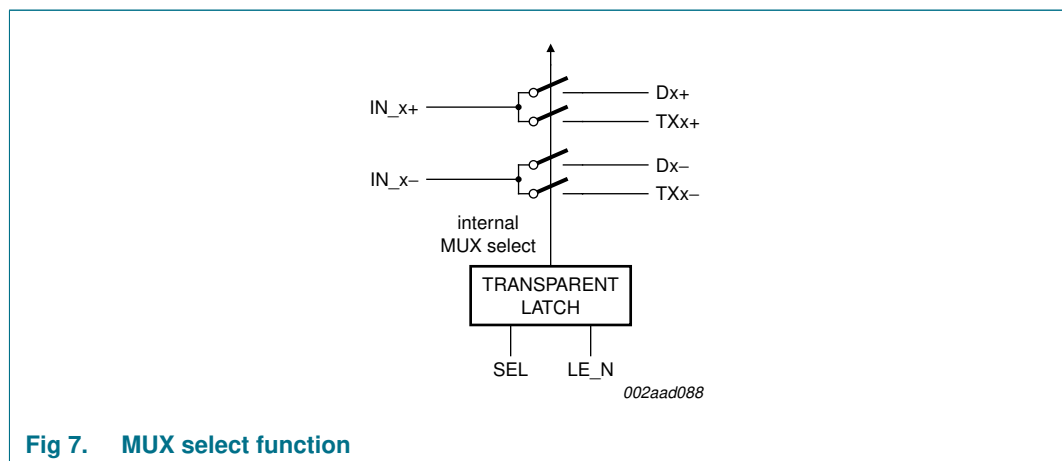 IN_x+
Dx+
TXx+
IN_x−
Dx−
TXx−
internal
MUX select
TRANSPARENT
LATCH
SEL
LE_N
002aad088
Fig 7. MUX select function